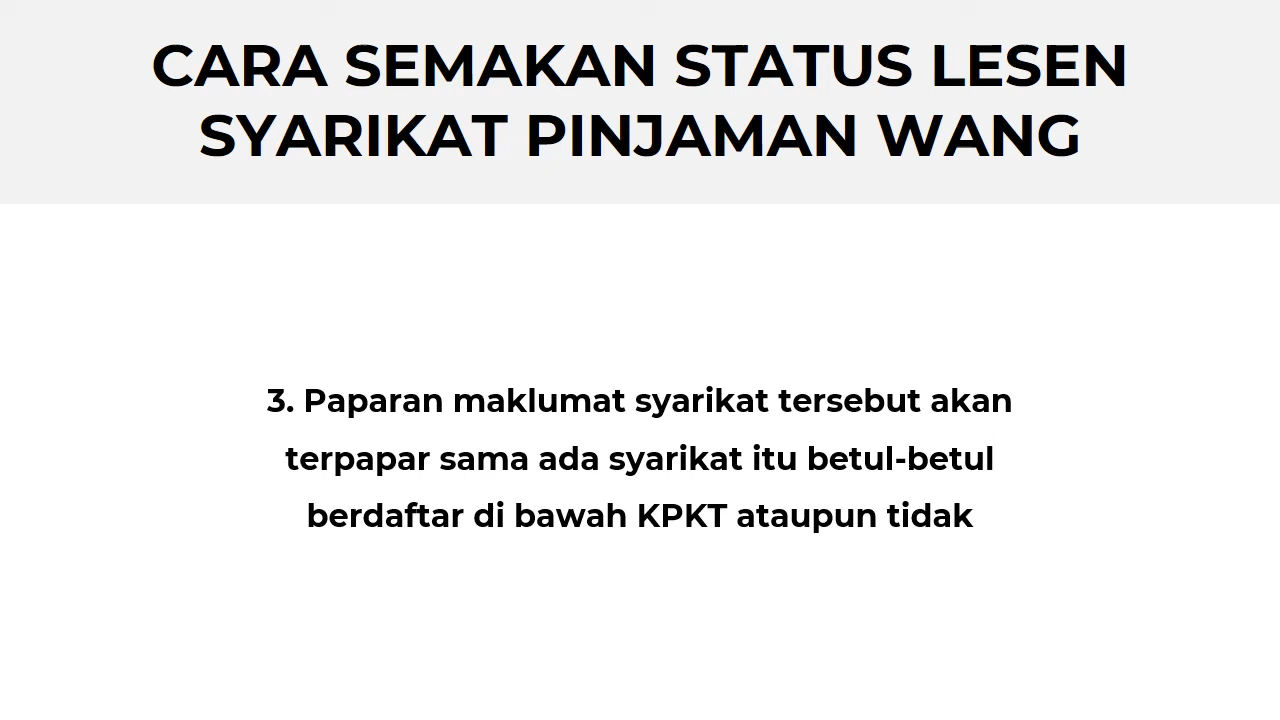 CARA SEMAKAN STATUS LESEN
SYARIKAT PINJAMAN WANG
3. Paparan maklumat syarikat tersebut akan
terpapar sama ada syarikat itu betul-betul
berdaftar di bawah KPKT ataupun tidak